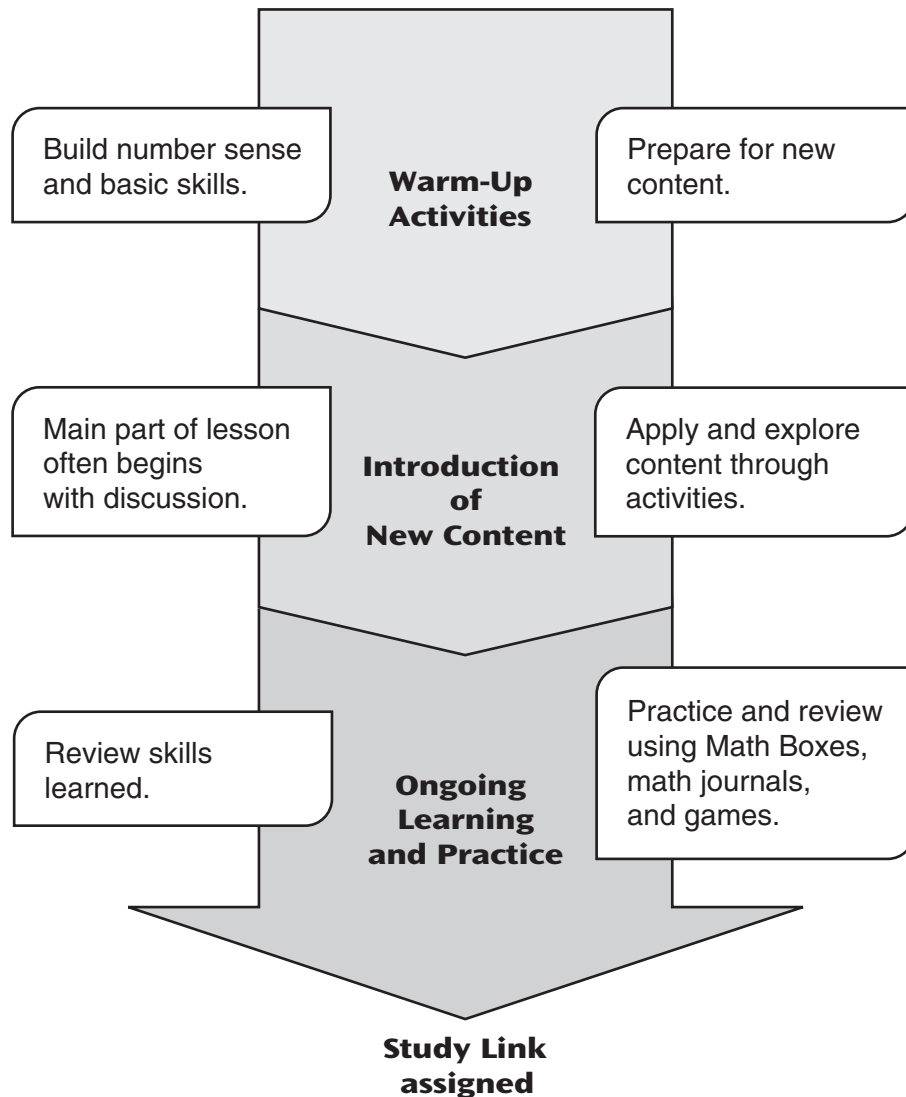 Build number sense
and basic skills.
Warm-Up
Activities
Prepare for new
content.
Main part of lesson
often begins
with discussion.
Introduction
of
New Content
Apply and explore
content through
activities.
Review skills
learned.
Ongoing
Learning
and Practice
Practice and review
using Math Boxes,
math journals,
and games.
Study Link
assigned